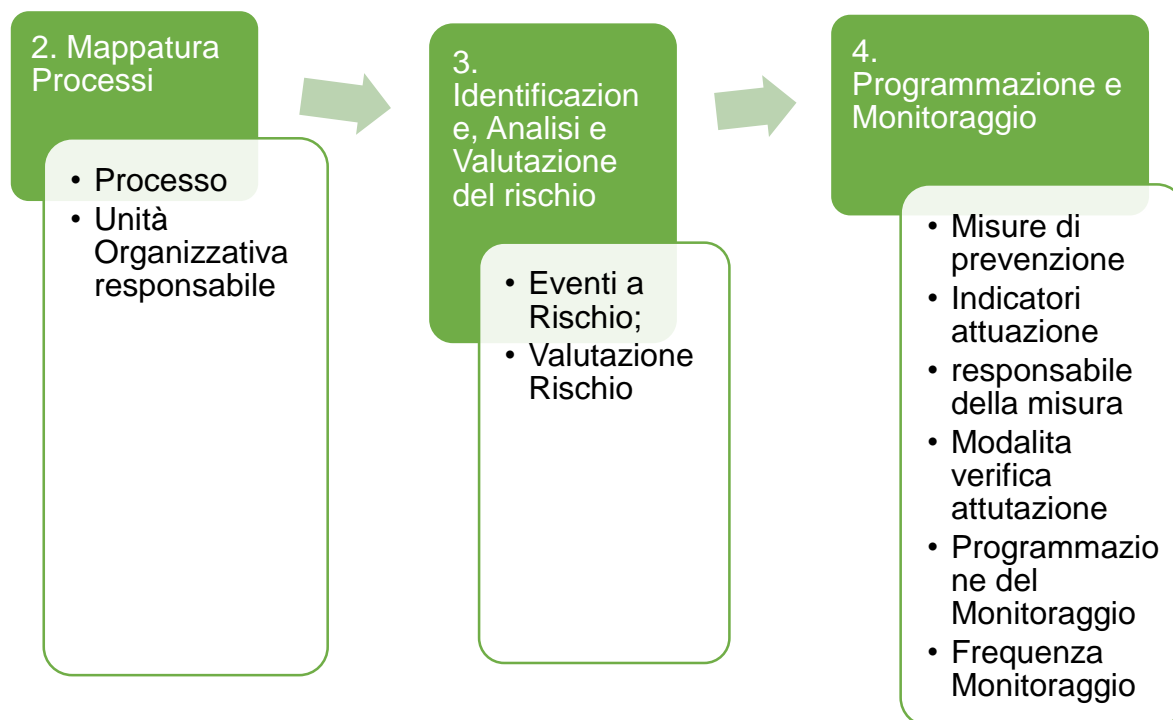 2. Mappatura
Processi
• Processo
• Unità
Organizzativa
responsabile
3.
Identificazion
e, Analisi e
Valutazione
del rischio
• Eventi a
Rischio;
• Valutazione
Rischio
4.
Programmazione e
Monitoraggio
• Misure di
prevenzione
• Indicatori
attuazione
• responsabile
della misura
• Modalita
verifica
attutazione
• Programmazio
ne del
Monitoraggio
• Frequenza
Monitoraggio